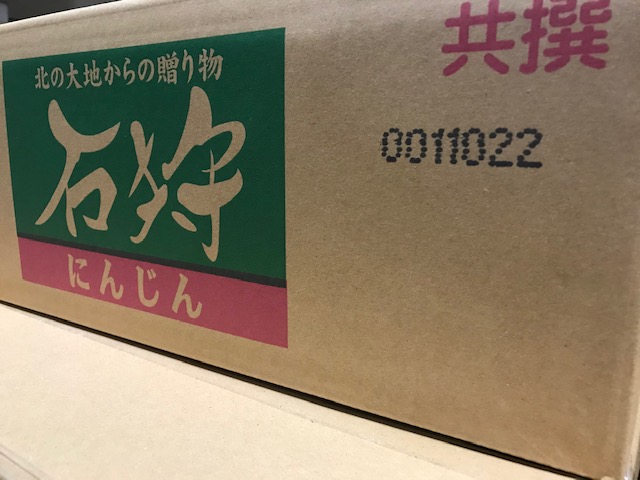 北の大地からの贈り物
石狩
にんじん
共撰
0011022